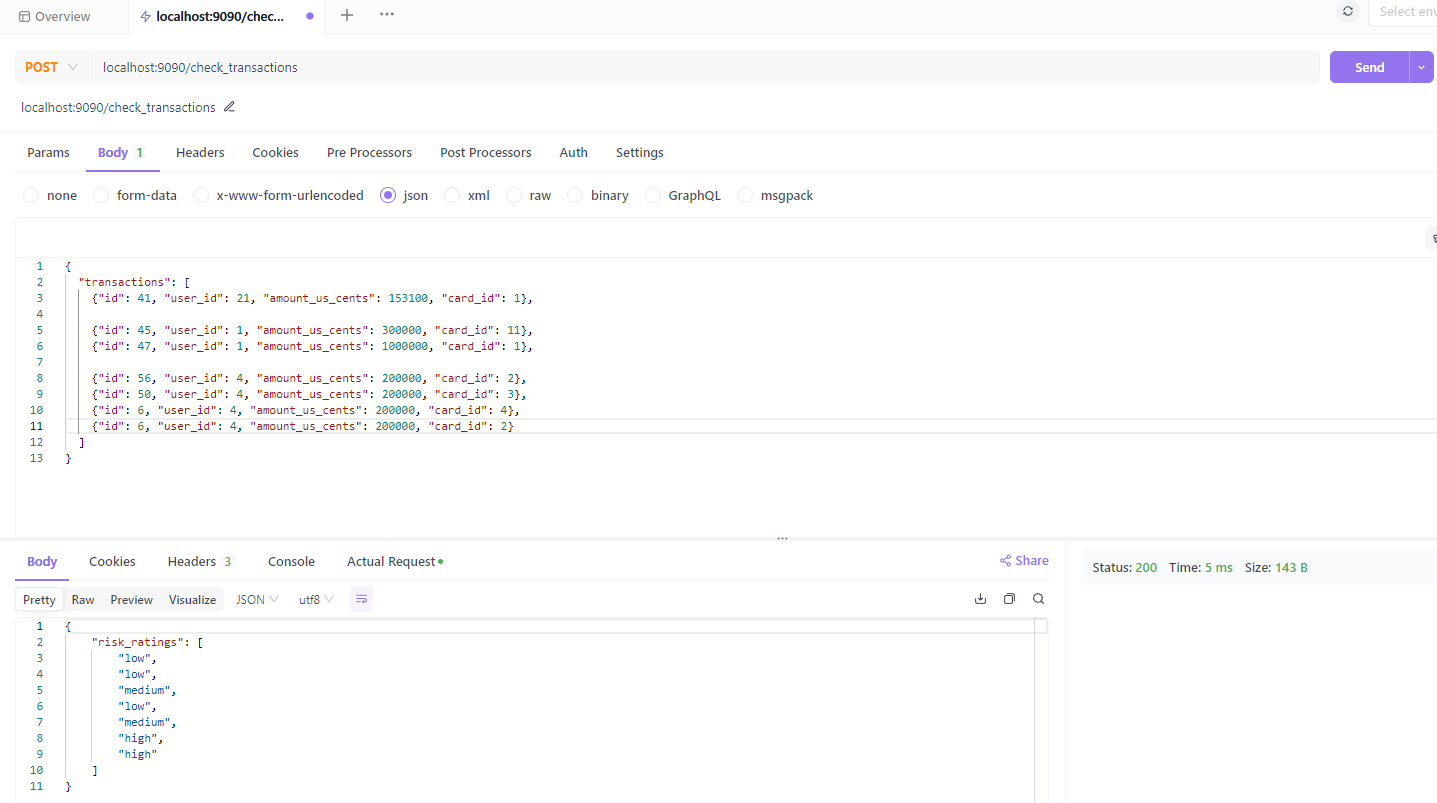 Overview
localhost:9090/chec...
Select env
POST localhost:9090/check_transactions
Send
localhost:9090/check_transactions
Params Body 1 Headers Cookies Pre Processors Post Processors Auth Settings
none form-data x-www-form-urlencoded json xml raw binary GraphQL msgpack
1 {
2 "transactions": [
3 {"id": 41, "user_id": 21, "amount_us_cents": 153100, "card_id": 1},
4
5 {"id": 45, "user_id": 1, "amount_us_cents": 300000, "card_id": 11},
6 {"id": 47, "user_id": 1, "amount_us_cents": 1000000, "card_id": 1},
7
8 {"id": 56, "user_id": 4, "amount_us_cents": 200000, "card_id": 2},
9 {"id": 50, "user_id": 4, "amount_us_cents": 200000, "card_id": 3},
10 {"id": 6, "user_id": 4, "amount_us_cents": 200000, "card_id": 4},
11 {"id": 6, "user_id": 4, "amount_us_cents": 200000, "card_id": 2}
12 ]
13 }
Body Cookies Headers 3 Console Actual Request
Share
Status: 200 Time: 5 ms Size: 143 B
Pretty Raw Preview Visualize JSON utf8
1 {
2 "risk_ratings": [
3 "low",
4 "low",
5 "medium",
6 "low",
7 "medium",
8 "high",
9 "high"
10 ]
11 }